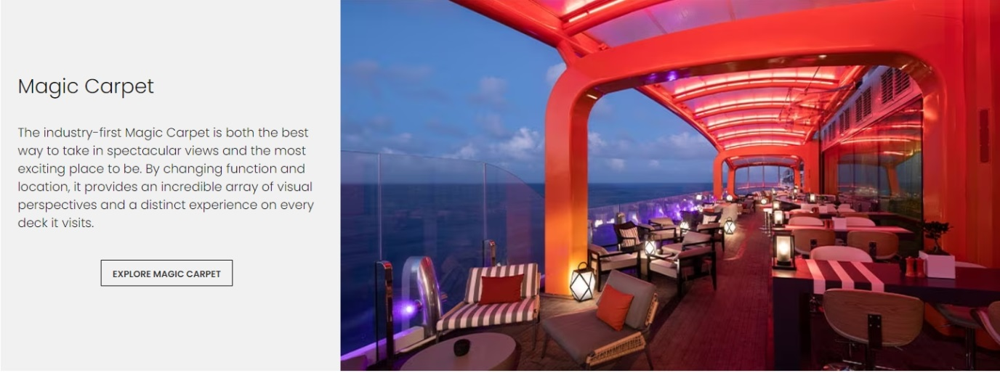 Magic Carpet
The industry-first Magic Carpet is both the best
way to take in spectacular views and the most
exciting place to be. By changing function and
location, it provides an incredible array of visual
perspectives and a distinct experience on every
deck it visits.
EXPLORE MAGIC CARPET